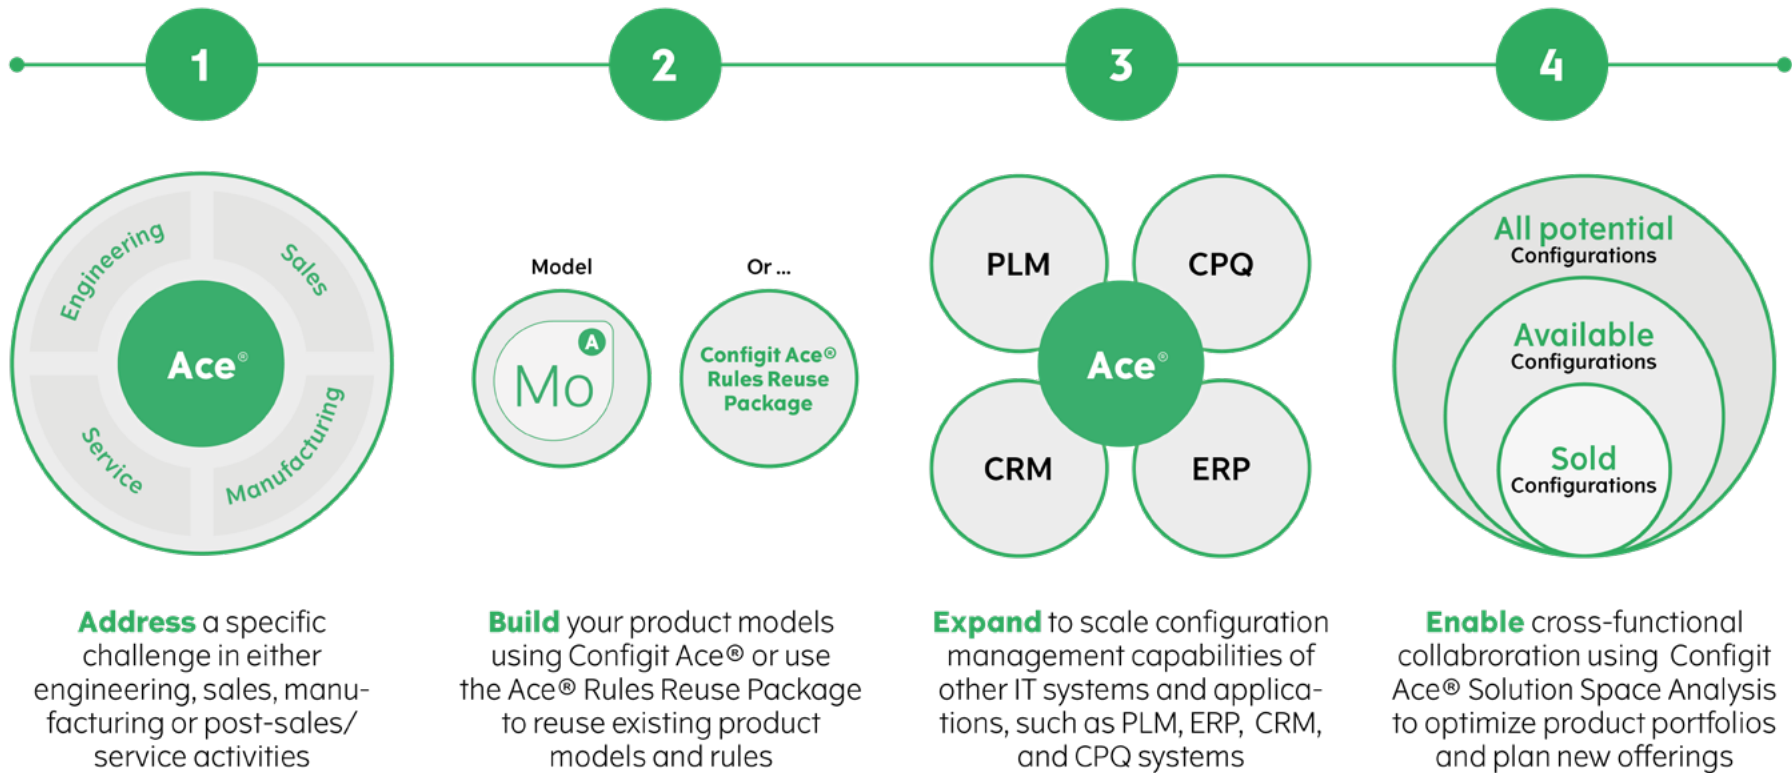 1
2
3
4
Engineering
Sales
Service
Manufacturing
Ace®
Model
Or ...
A
Mo
Configit Ace®
Rules Reuse
Package
PLM
CPQ
Ace®
CRM
ERP
All potential
Configurations
Available
Configurations
Sold
Configurations
Address a specific
challenge in either
engineering, sales, manu-
facturing or post-sales/
service activities
Build your product models
using Configit Ace® or use
the Ace® Rules Reuse Package
to reuse existing product
models and rules
Expand to scale configuration
management capabilities of
other IT systems and applica-
tions, such as PLM, ERP, CRM,
and CPQ systems
Enable cross-functional
collabroration using Configit
Ace® Solution Space Analysis
to optimize product portfolios
and plan new offerings